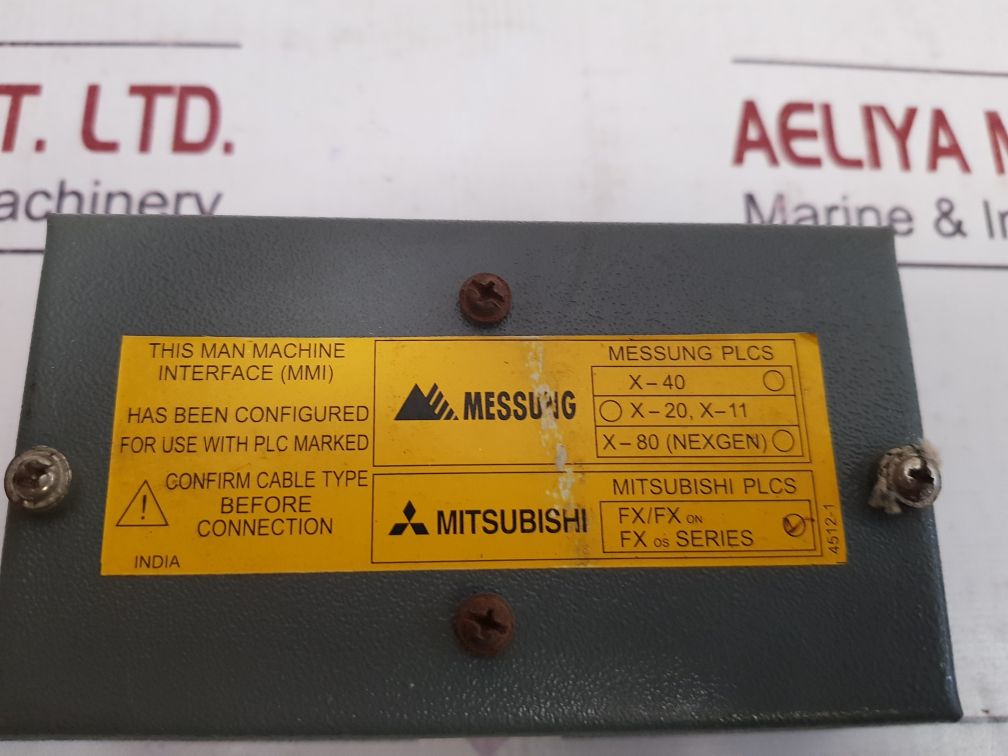 T. LTD.
achinery
AELIYA M
Marine & In
THIS MAN MACHINE
INTERFACE (MMI)
HAS BEEN CONFIGURED
FOR USE WITH PLC MARKED
CONFIRM CABLE TYPE
BEFORE
CONNECTION
INDIA
MESSUNG
MESSUNG PLCS
X-40
X-20, X-11
X-80 (NEXGEN)
MITSUBISHI
MITSUBISHI PLCS
FX/FX ON
FX OS SERIES
4512-1